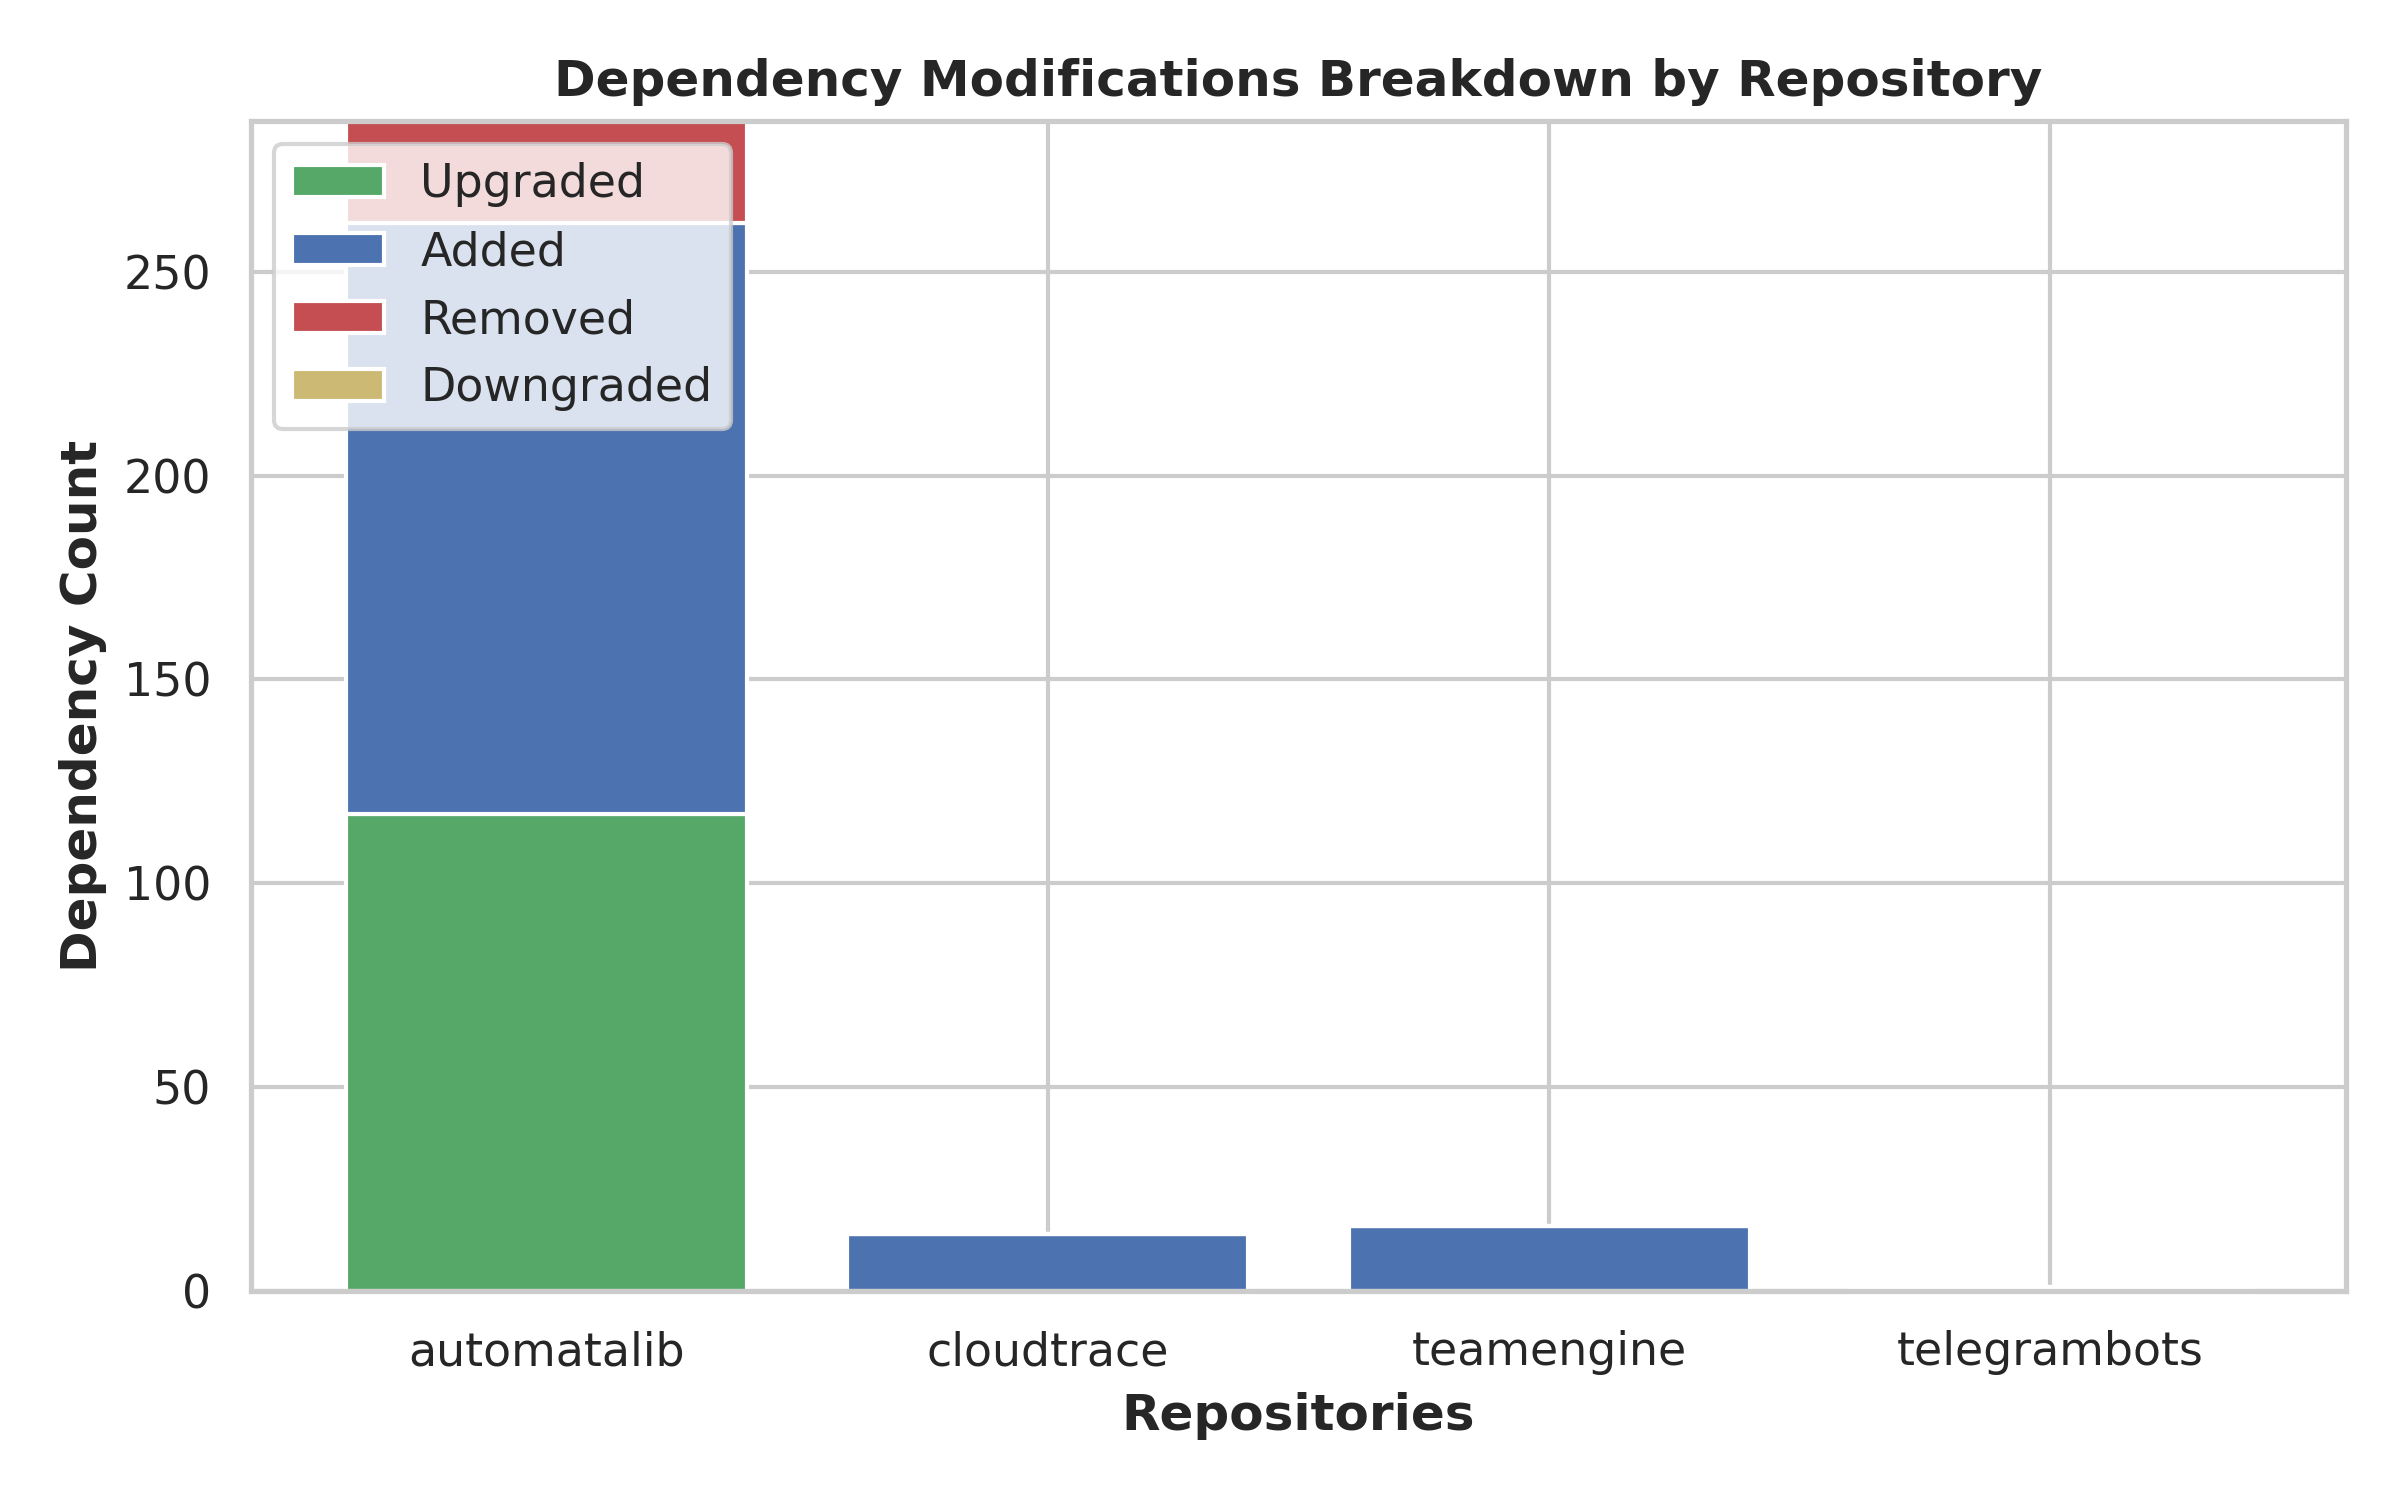 Dependency Modifications Breakdown by Repository
Upgraded
Added
Removed
Downgraded
Dependency Count
250
200
150
100
50
0
automatalib
cloudtrace
teamengine
telegrambots
Repositories